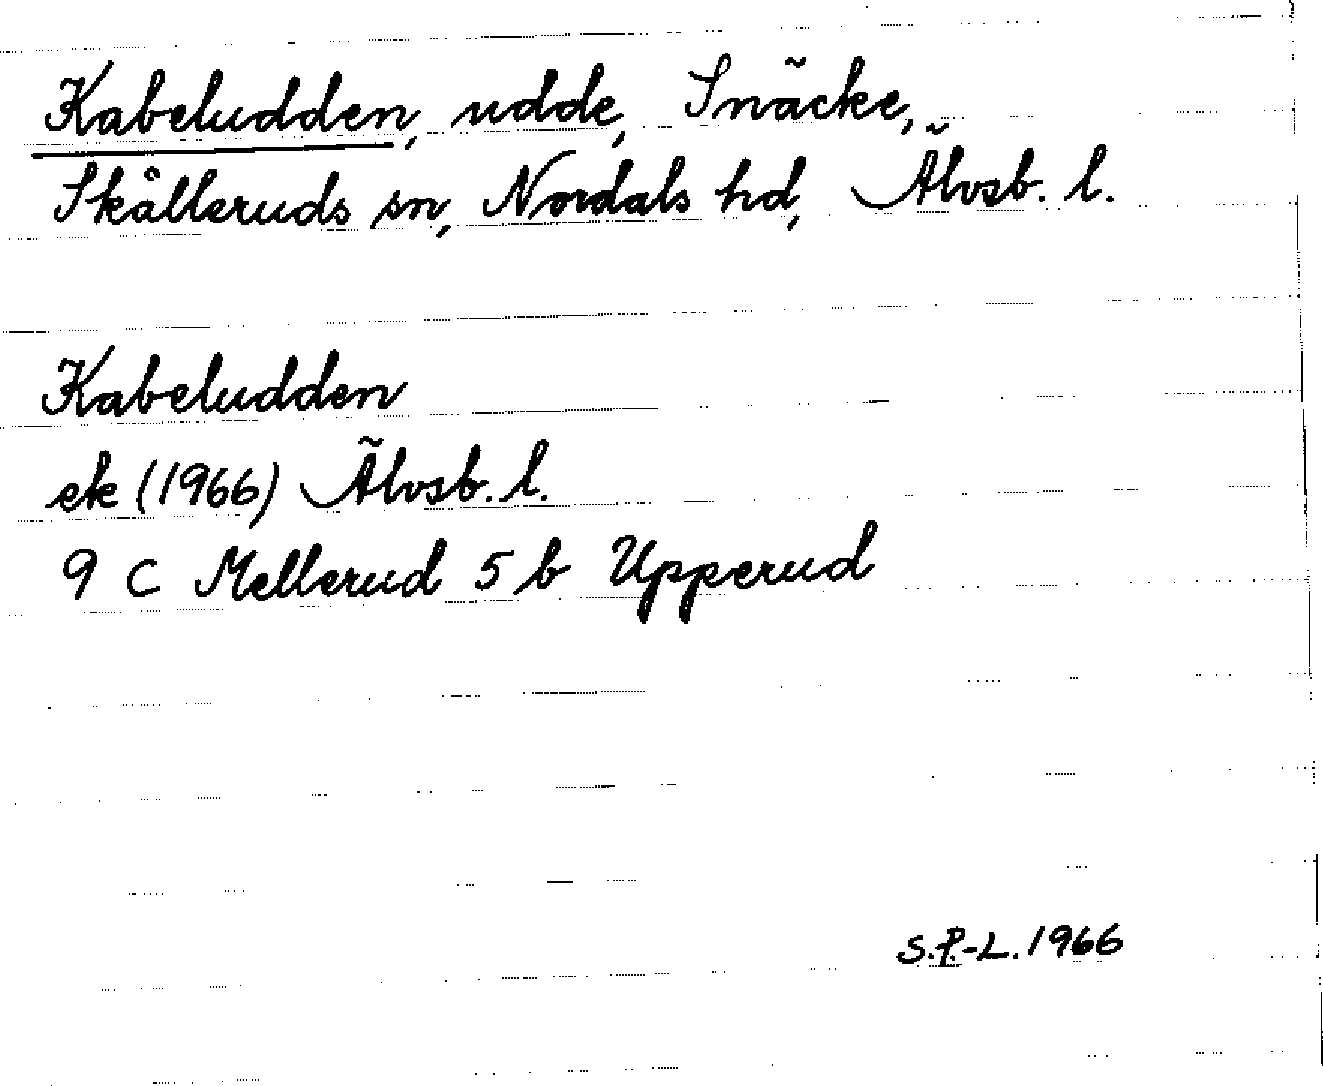 Kabeludden, udde, Snäcke,
Skålleruds sn, Nordals hd, Älvsb. l.
Kabeludden
ek (1966) Älvsb. l.
9 C Mellerud 5 b Upperud
S.P.-L. 1966